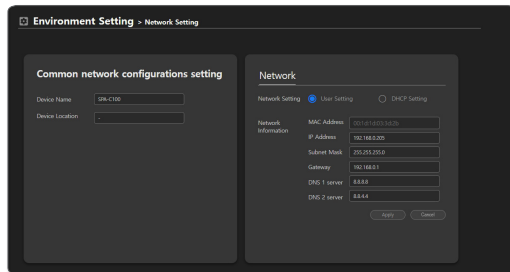 Environment Setting > Network Setting
Common network configurations setting
Device Name SPA-C100
Device Location -
Network
Network Setting User Setting DHCP Setting
Network Information
MAC Address
IP Address 192.168.0.205
Subnet Mask 255.255.255.0
Gateway 192.168.0.1
DNS 1 server 8.8.8.8
DNS 2 server 8.8.4.4
Apply Cancel